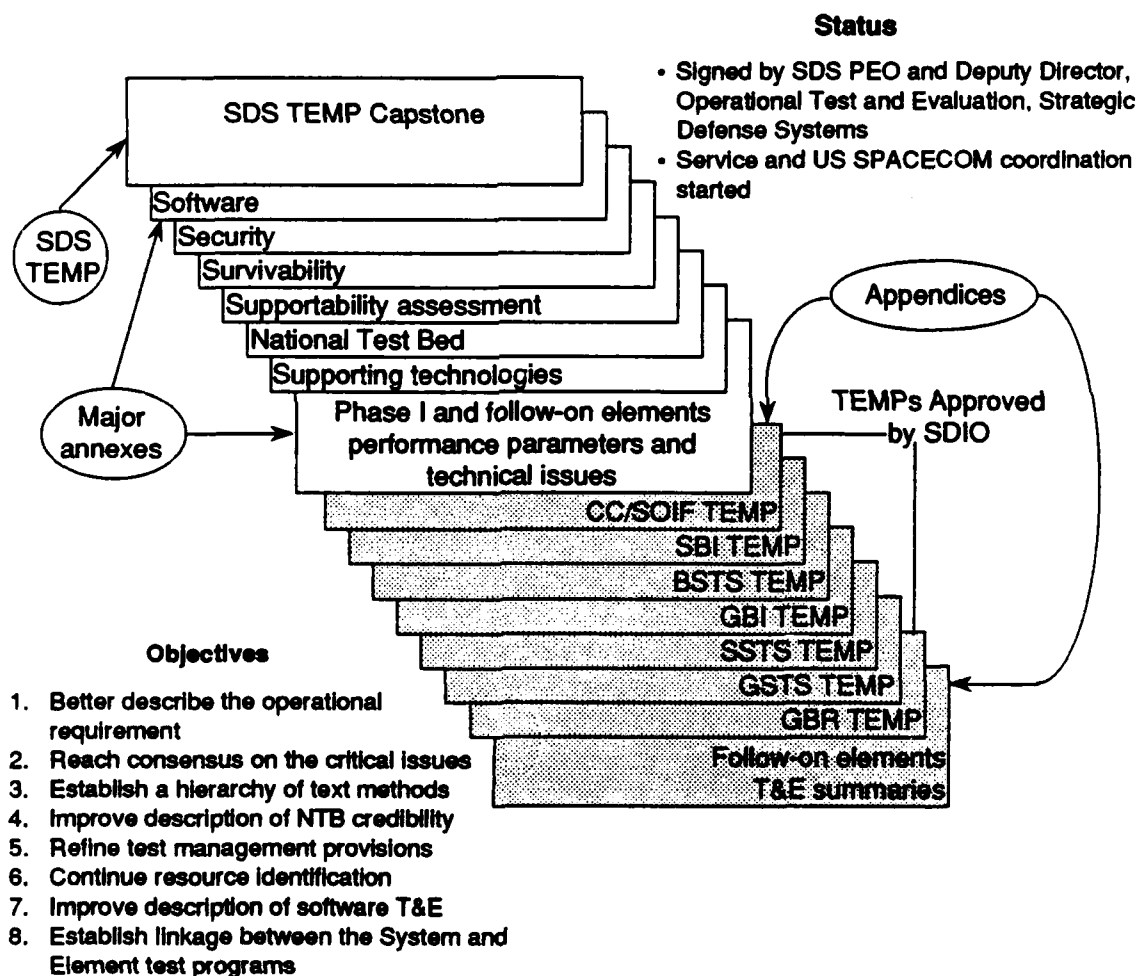 Status
• Signed by SDS PEO and Deputy Director,
Operational Test and Evaluation, Strategic
Defense Systems
• Service and US SPACECOM coordination
started
SDS TEMP Capstone
Software
Security
Survivability
Supportability assessment
National Test Bed
Supporting technologies
Phase I and follow-on elements
performance parameters and
technical issues
SDS
TEMP
Major
annexes
Appendices
TEMPs Approved
by SDIO
CC/SOIF TEMP
SBI TEMP
BSTS TEMP
GBI TEMP
SSTS TEMP
GSTS TEMP
GBR TEMP
Follow-on elements
T&E summaries
Objectives
1. Better describe the operational
requirement
2. Reach consensus on the critical issues
3. Establish a hierarchy of text methods
4. Improve description of NTB credibility
5. Refine test management provisions
6. Continue resource identification
7. Improve description of software T&E
8. Establish linkage between the System and
Element test programs